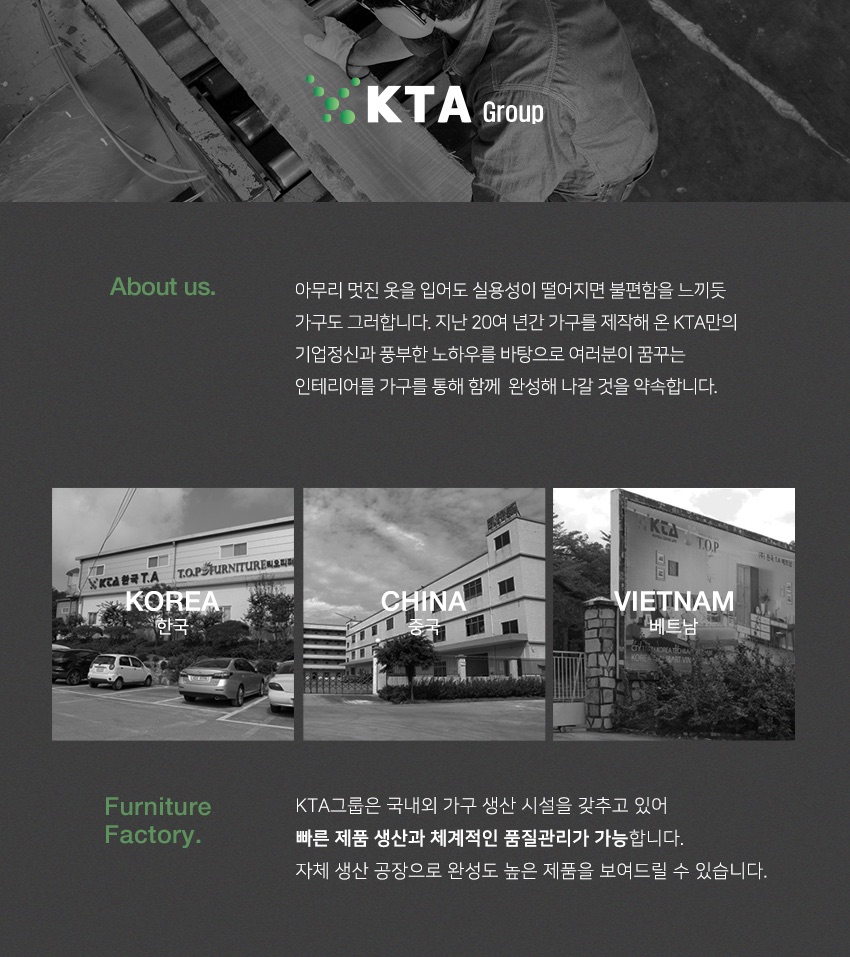 KTA Group
About us.
아무리 멋진 옷을 입어도 실용성이 떨어지면 불편함을 느끼듯
가구도 그러합니다. 지난 20여 년간 가구를 제작해 온 KTA만의
기업정신과 풍부한 노하우를 바탕으로 여러분이 꿈꾸는
인테리어를 가구를 통해 함께 완성해 나갈 것을 약속합니다.
KTA 한국 T.A
T.O.P FURNITURE 티오피
KOREA
한국
CHINA
중국
KTA
T.O.P
VIETNAM
베트남
Furniture
Factory.
KTA그룹은 국내외 가구 생산 시설을 갖추고 있어
빠른 제품 생산과 체계적인 품질관리가 가능합니다.
자체 생산 공장으로 완성도 높은 제품을 보여드릴 수 있습니다.